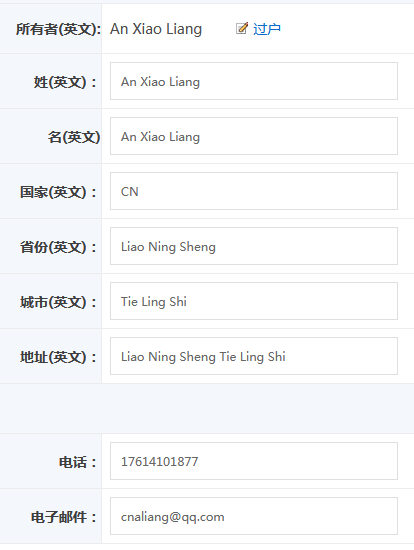 所有者(英文): An Xiao Liang 过户
姓(英文)： An Xiao Liang
名(英文) An Xiao Liang
国家(英文)： CN
省份(英文)： Liao Ning Sheng
城市(英文)： Tie Ling Shi
地址(英文)： Liao Ning Sheng Tie Ling Shi
电话： 17614101877
电子邮件： cnaliang@qq.com